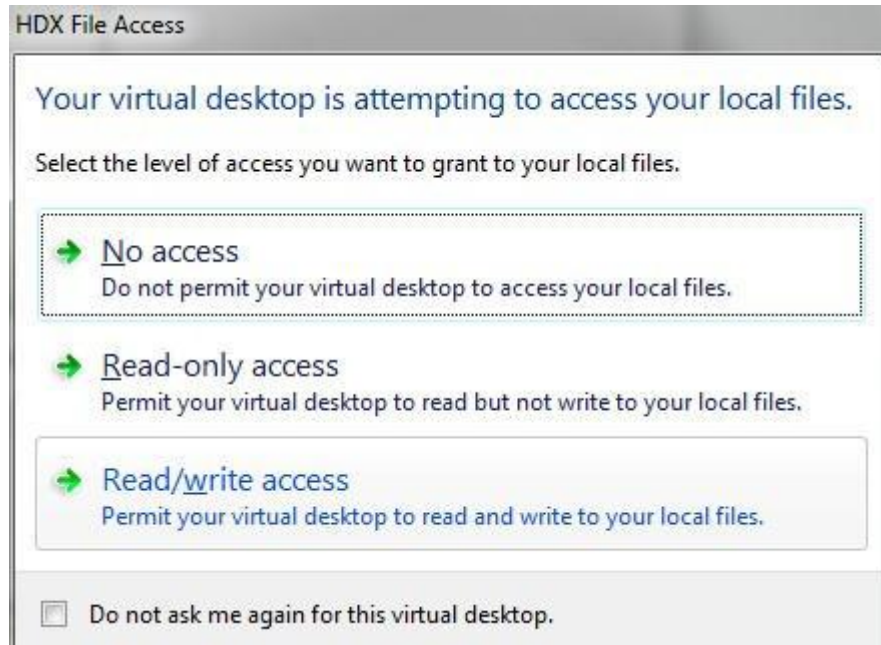 HDX File Access
Your virtual desktop is attempting to access your local files.
Select the level of access you want to grant to your local files.
No access
Do not permit your virtual desktop to access your local files.
Read-only access
Permit your virtual desktop to read but not write to your local files.
Read/write access
Permit your virtual desktop to read and write to your local files.
Do not ask me again for this virtual desktop.